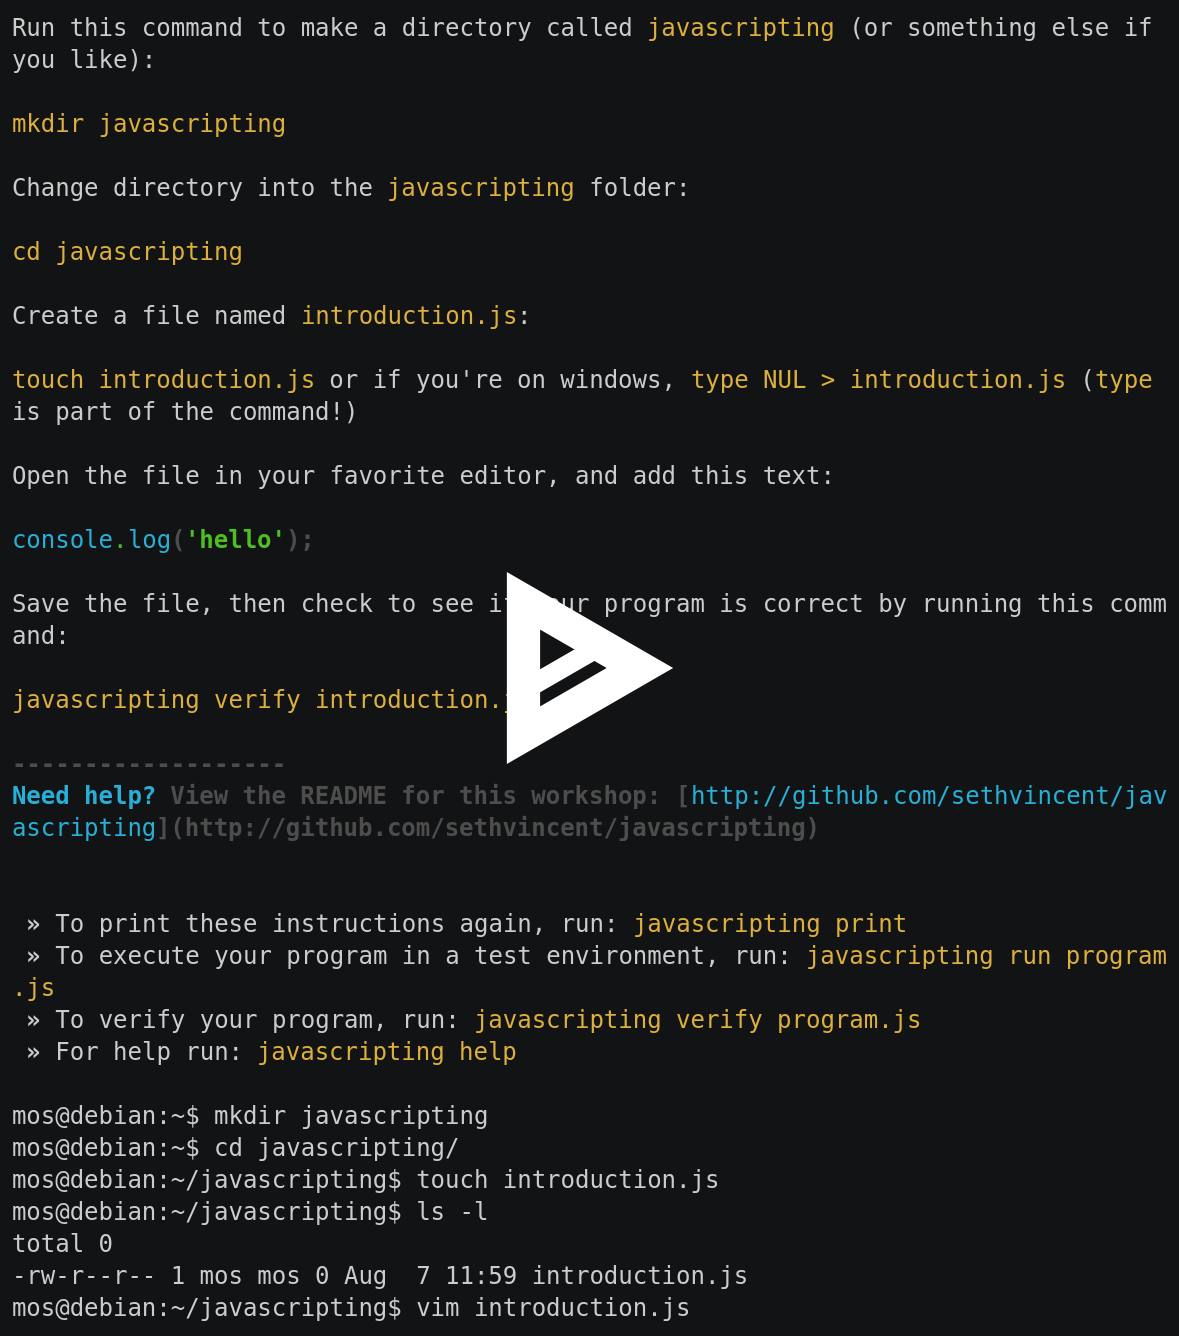 Run this command to make a directory called javascripting (or something else if
you like):
mkdir javascripting
Change directory into the javascripting folder:
cd javascripting
Create a file named introduction.js:
touch introduction.js or if you're on windows, type NUL > introduction.js (type
is part of the command!)
Open the file in your favorite editor, and add this text:
console.log('hello');
Save the file, then check to see if your program is correct by running this comm
and:
javascripting verify introduction.j
-------------------
Need help? View the README for this workshop: [http://github.com/sethvincent/jav
ascripting](http://github.com/sethvincent/javascripting)
» To print these instructions again, run: javascripting print
» To execute your program in a test environment, run: javascripting run program
.js
» To verify your program, run: javascripting verify program.js
» For help run: javascripting help
mos@debian:~$ mkdir javascripting
mos@debian:~$ cd javascripting/
mos@debian:~/javascripting$ touch introduction.js
mos@debian:~/javascripting$ ls -l
total 0
-rw-r--r-- 1 mos mos 0 Aug  7 11:59 introduction.js
mos@debian:~/javascripting$ vim introduction.js